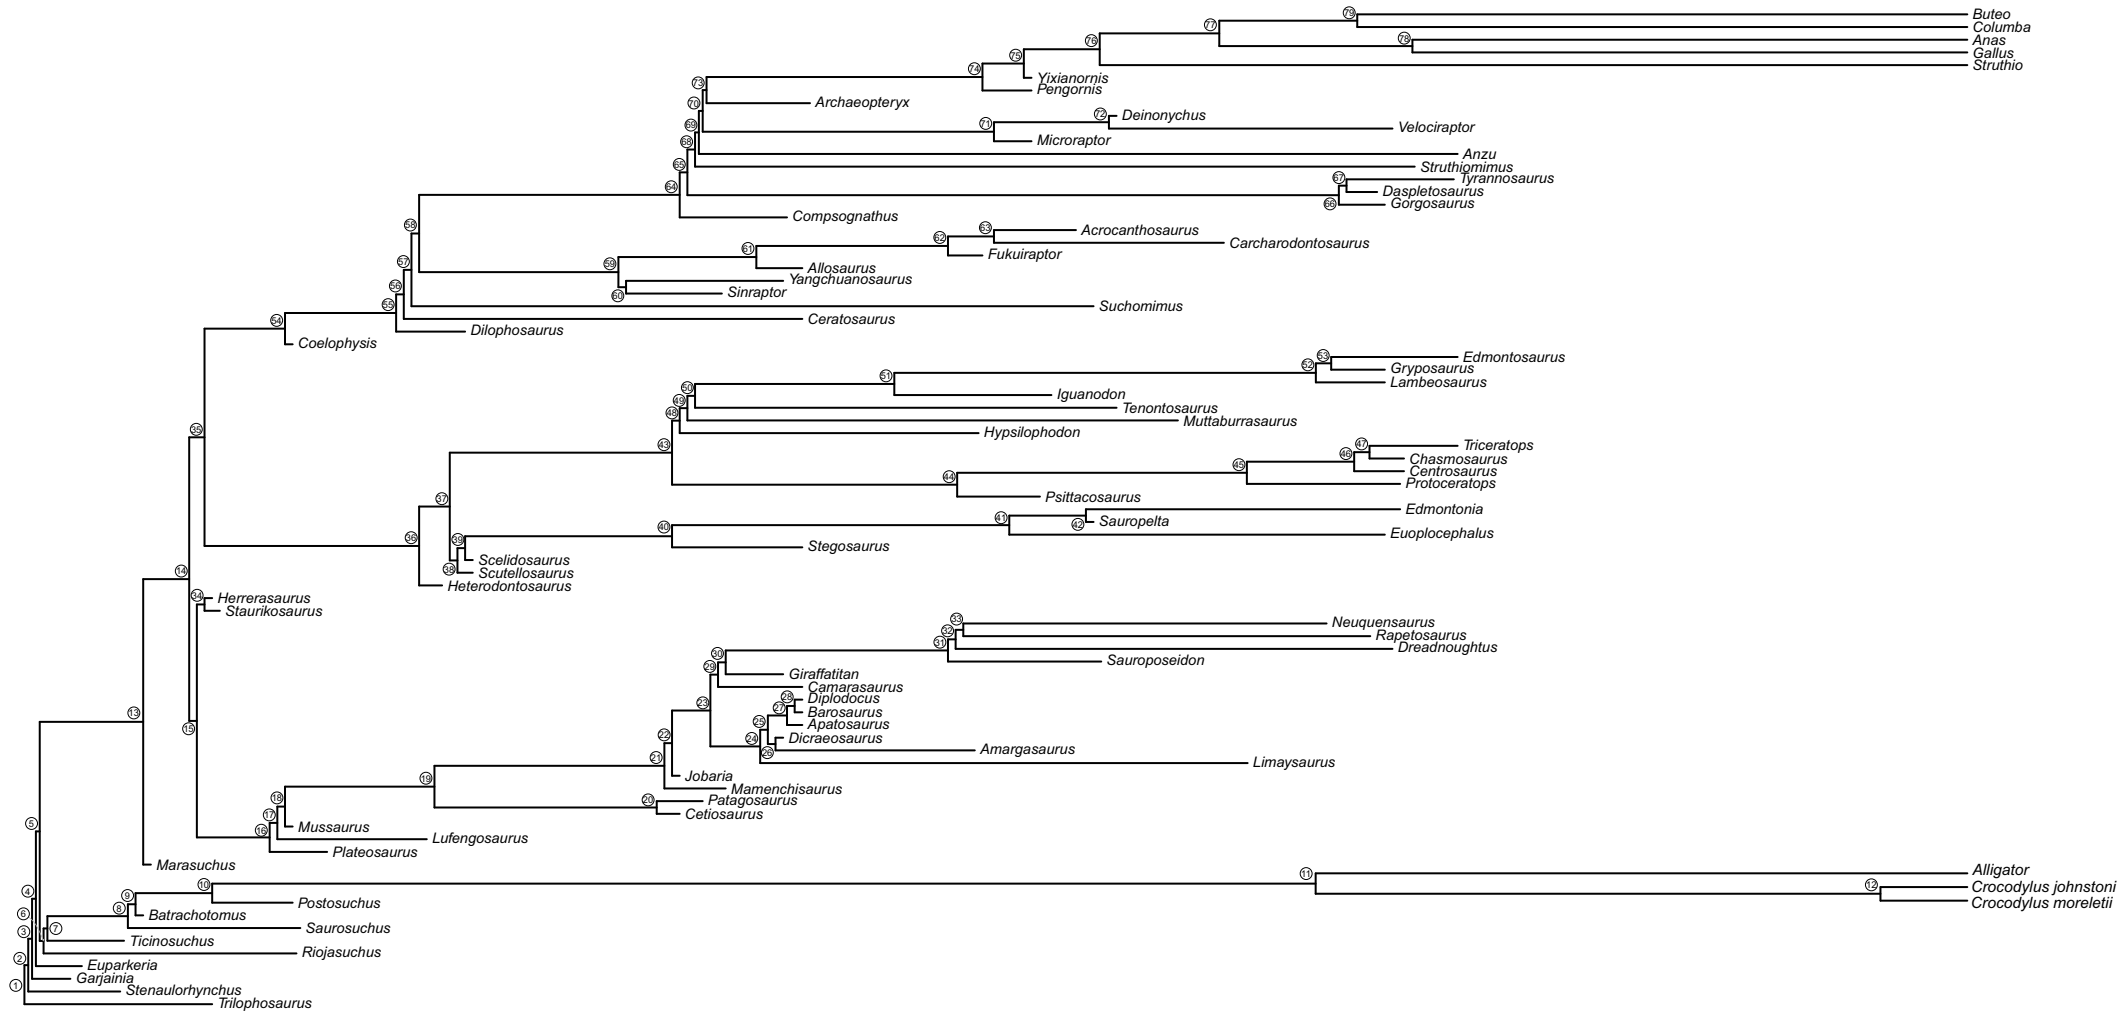 79 Buteo
77 Columba
76 78 Anas
75 Gallus
74 Struthio
73 Yixianornis
Pengornis
70 Archaeopteryx
72 Deinonychus
69 71 Velociraptor
68 Microraptor
Anzu
65 Struthiomimus
67 Tyrannosaurus
64 Daspletosaurus
66 Gorgosaurus
Compsognathus
58 63 Acrocanthosaurus
62 Carcharodontosaurus
61 Fukuiraptor
57 59 Allosaurus
Yangchuanosaurus
56 60 Sinraptor
55 Suchomimus
54 Ceratosaurus
Dilophosaurus
Coelophysis
53 Edmontosaurus
52 Gryposaurus
51 Lambeosaurus
50 Iguanodon
49 Tenontosaurus
48 Muttaburrasaurus
35 Hypsilophodon
43 47 Triceratops
46 Chasmosaurus
45 Centrosaurus
44 Protoceratops
37 Psittacosaurus
41 Edmontonia
40 42 Sauropelta
36 39 Euoplocephalus
Stegosaurus
Scelidosaurus
14 38 Scutellosaurus
Heterodontosaurus
34 Herrerasaurus
Staurikosaurus
33 Neuquensaurus
32 Rapetosaurus
31 Dreadnoughtus
30 Sauroposeidon
29 Giraffatitan
Camarasaurus
28 Diplodocus
23 27 Barosaurus
13 25 Apatosaurus
15 22 24 Dicraeosaurus
26 Amargasaurus
21 Limaysaurus
19 Jobaria
Mamenchisaurus
18 20 Patagosaurus
17 Cetiosaurus
5 16 Mussaurus
Lufengosaurus
Plateosaurus
Marasuchus
11 Alligator
4 9 10 12 Crocodylus johnstoni
Postosuchus Crocodylus moreletii
6 8 Batrachotomus
3 7 Saurosuchus
Ticinosuchus
2 Riojasuchus
Euparkeria
1 Garjainia
Stenaulorhynchus
Trilophosaurus